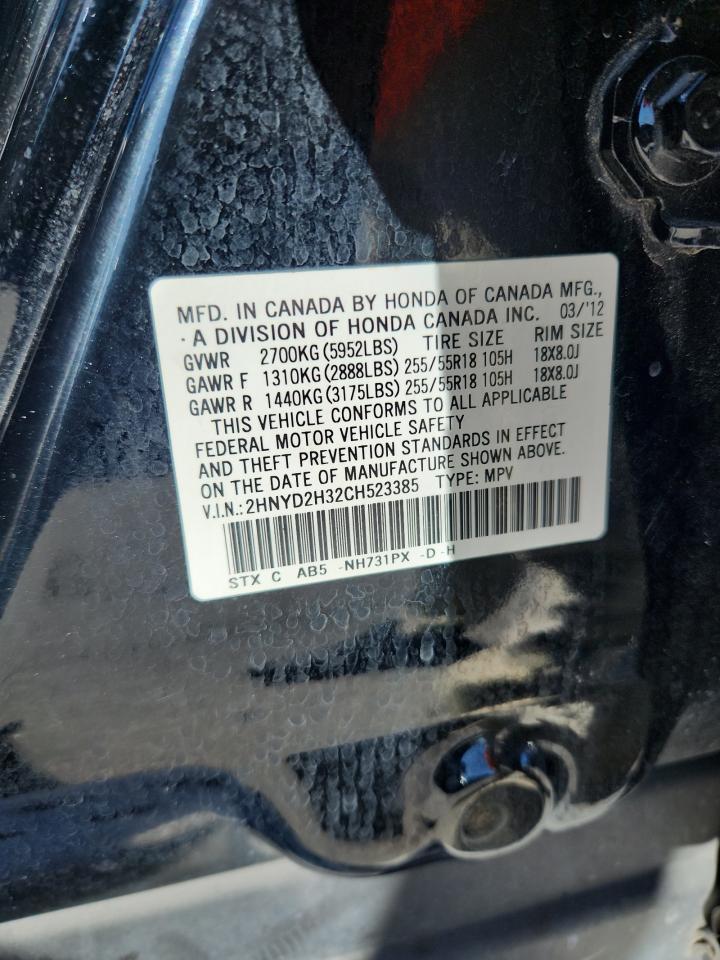 MFD. IN CANADA BY HONDA OF CANADA MFG.,
· A DIVISION OF HONDA CANADA INC. 03/'12
GVWR 2700KG (5952LBS) TIRE SIZE RIM SIZE
GAWR F 1310KG (2888LBS) 255/55R18 105H 18X8.0J
GAWR R 1440KG (3175LBS) 255/55R18 105H 18X8.0J
THIS VEHICLE CONFORMS TO ALL APPLICABLE
FEDERAL MOTOR VEHICLE SAFETY
AND THEFT PREVENTION STANDARDS IN EFFECT
ON THE DATE OF MANUFACTURE SHOWN ABOVE.
V.I.N.: 2HNYD2H32CH523385 TYPE: MPV
STX C AB5 -NH731PX -D -H